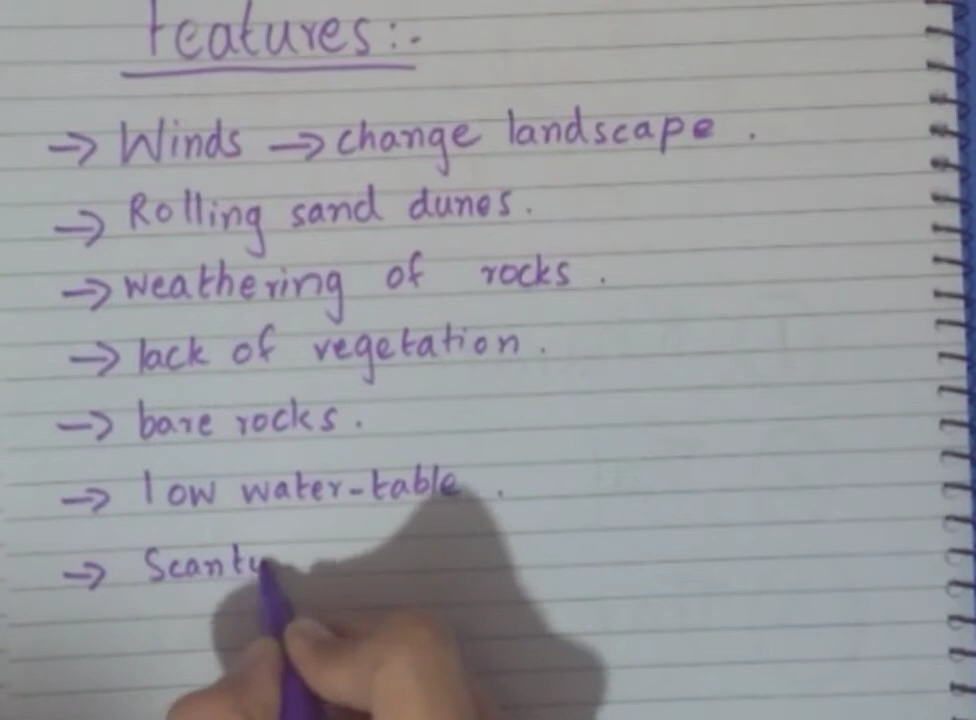 Features:-
→ Winds → change landscape.
→ Rolling sand dunes.
→ weathering of rocks.
→ lack of vegetation.
→ bare rocks.
→ low water-table.
→ Scanty